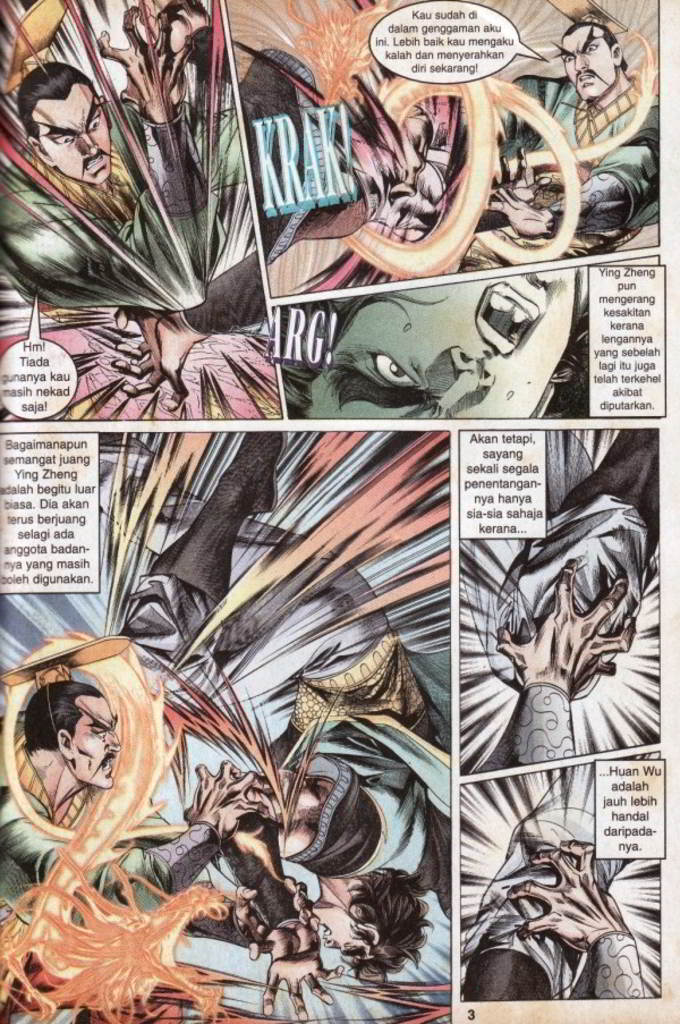 Kau sudah di
dalam genggaman aku
ini. Lebih baik kau mengaku
kalah dan menyerahkan
diri sekarang!
KRAK!
Hm!
Tiada
gunanya kau
masih nekad
saja!
ARG!
Ying Zheng
pun
mengerang
kesakitan
kerana
lengannya
yang sebelah
lagi itu juga
telah terkehel
akibat
diputarkan.
Bagaimanapun
semangat juang
Ying Zheng
adalah begitu luar
biasa. Dia akan
terus berjuang
selagi ada
anggota badan-
nya yang masih
boleh digunakan.
Akan tetapi,
sayang
sekali segala
penentangan-
nya hanya
sia-sia sahaja
kerana...
...Huan Wu
adalah
jauh lebih
handal
daripada-
nya.
3